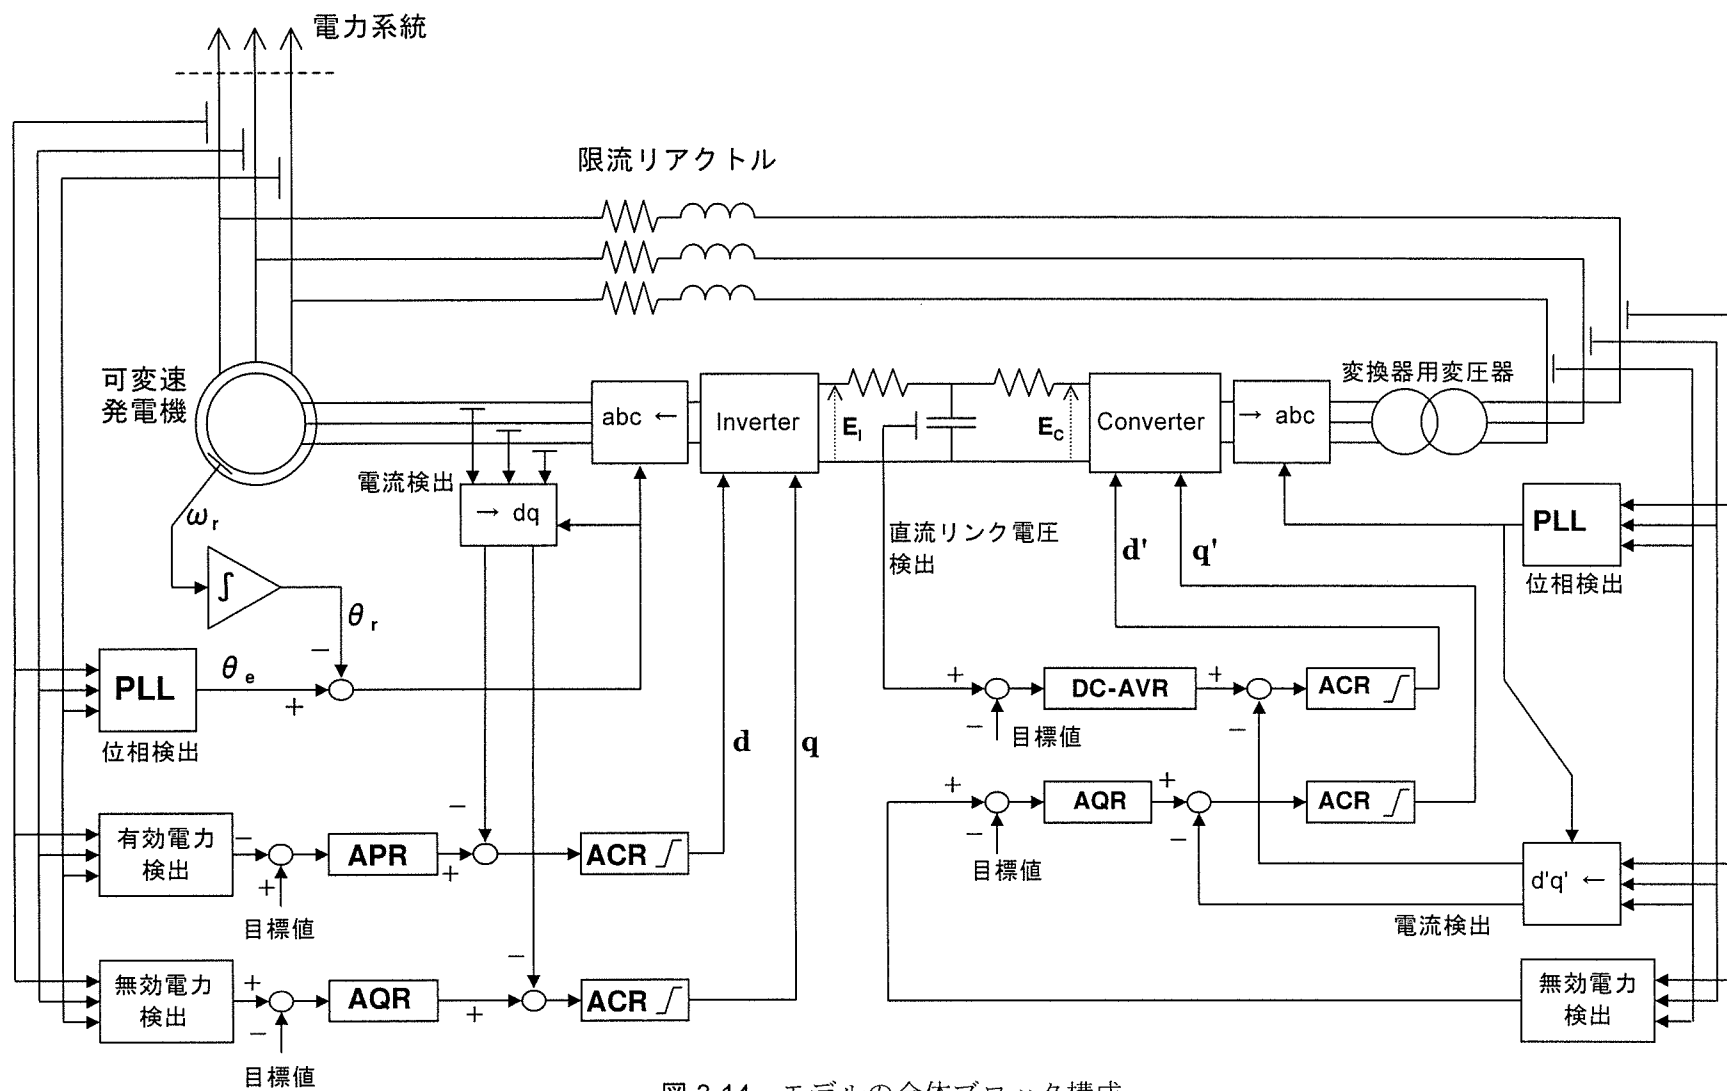 電力系統
限流リアクトル
可変速
発電機
abc ←
Inverter
EI
EC
Converter
→ abc
変換器用変圧器
電流検出
→ dq
ωr
∫
θr
直流リンク電圧
検出
d'
q'
PLL
位相検出
PLL
θe
−
+
位相検出
d
q
+
−
目標値
DC-AVR
+
−
ACR
+
−
目標値
AQR
+
−
ACR
有効電力
検出
−
+
目標値
APR
+
−
ACR
d'q' ←
電流検出
無効電力
検出
+
−
目標値
AQR
+
−
ACR
無効電力
検出